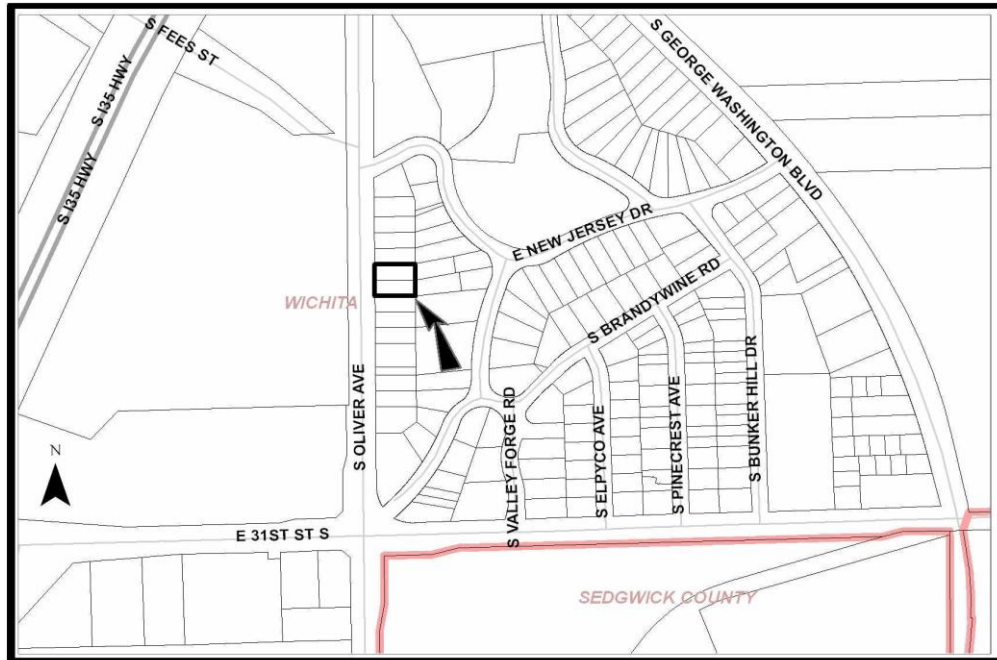 S FEES ST
S I35 HWY
S I35 HWY
S GEORGE WASHINGTON BLVD
E NEW JERSEY DR
S BRANDYWINE RD
WICHITA
S OLIVER AVE
S VALLEY FORGE RD
S ELPYCO AVE
S PINECREST AVE
S BUNKER HILL DR
N
E 31ST ST S
SEDGWICK COUNTY